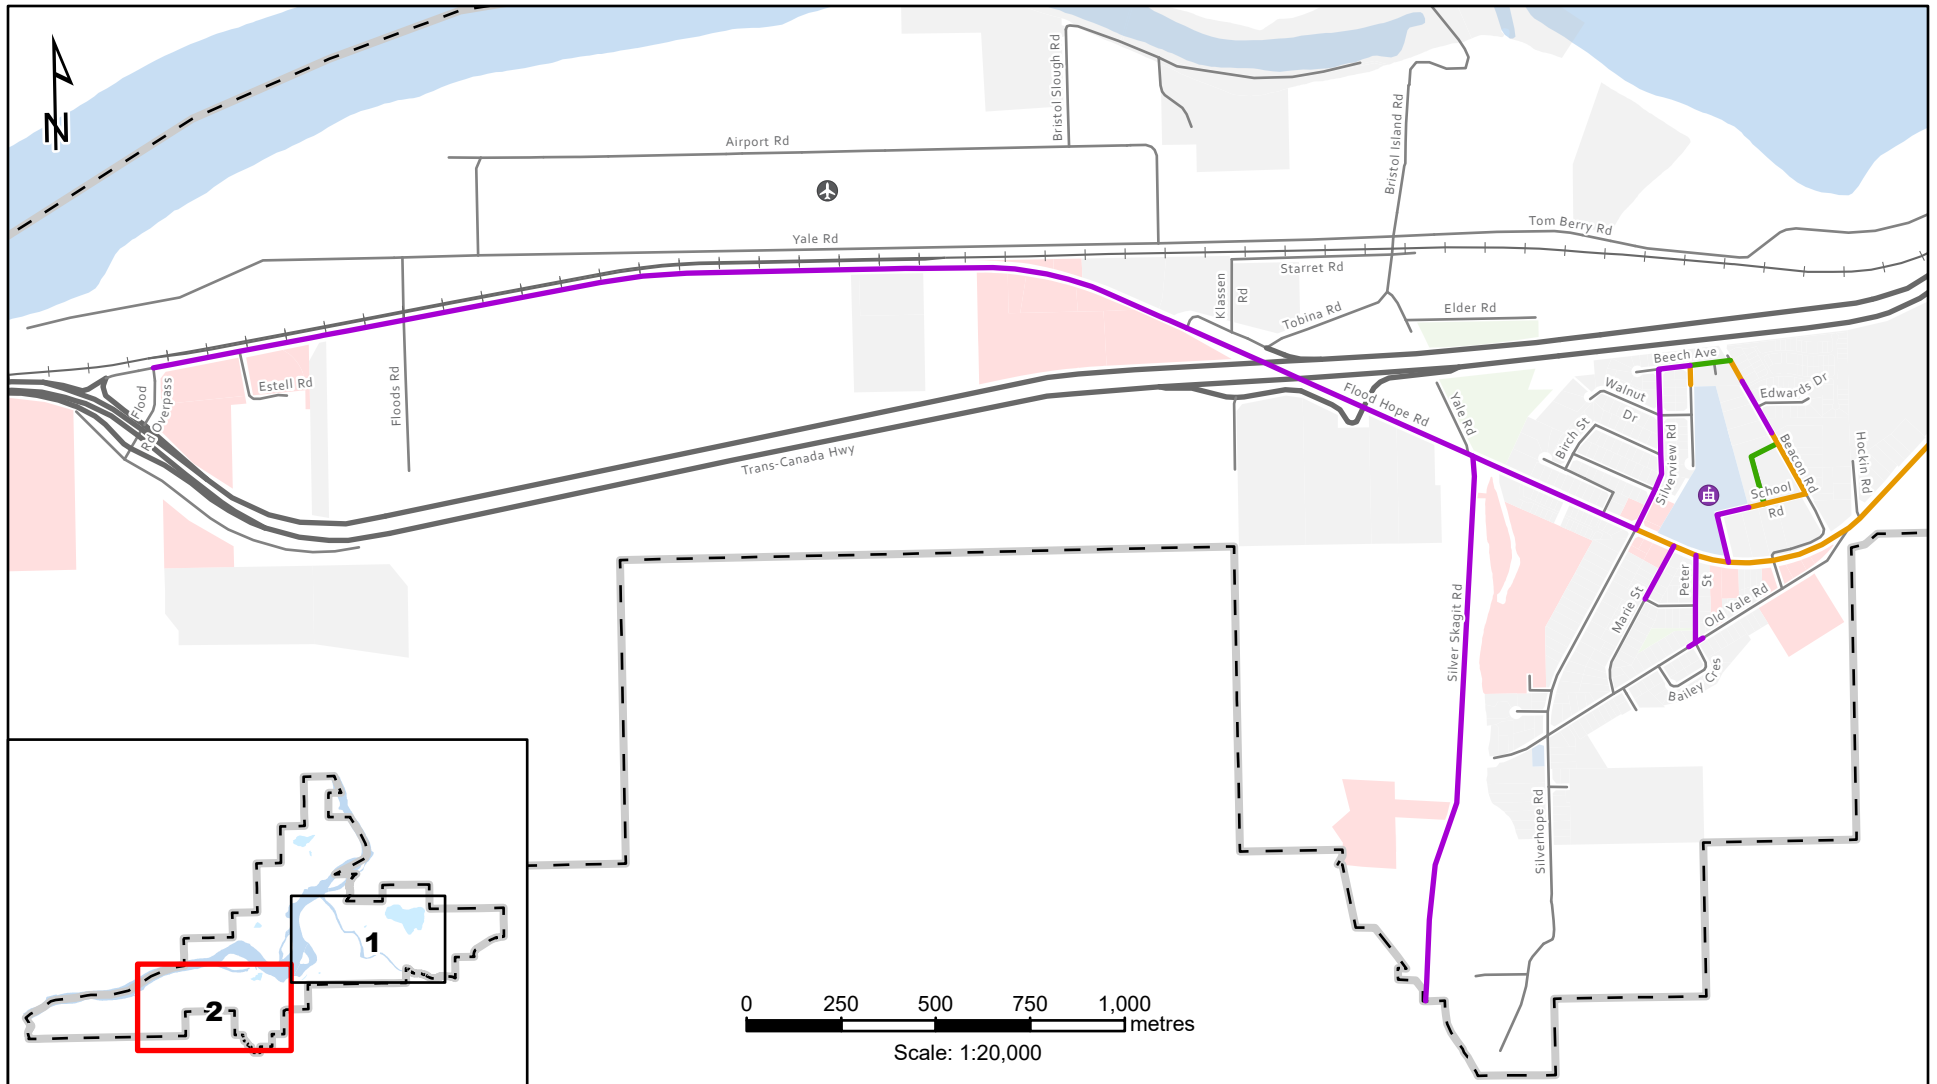 N
Airport Rd
Bristol Slough Rd
Bristol Island Rd
Tom Berry Rd
Yale Rd
Starret Rd
Klassen
Rd
Tobina Rd
Elder Rd
Flood
Rd Overpass
Estell Rd
Floods Rd
Trans-Canada Hwy
Flood Hope Rd
Yale Rd
Beech Ave
Walnut
Dr
Edwards Dr
Birch St
Silverview Rd
Beacon Rd
Hockin Rd
School
Rd
Silver Skagit Rd
Marie St
Peter
St
Old Yale Rd
Bailey Cres
Silverhope Rd
1
2
0 250 500 750 1,000
metres
Scale: 1:20,000